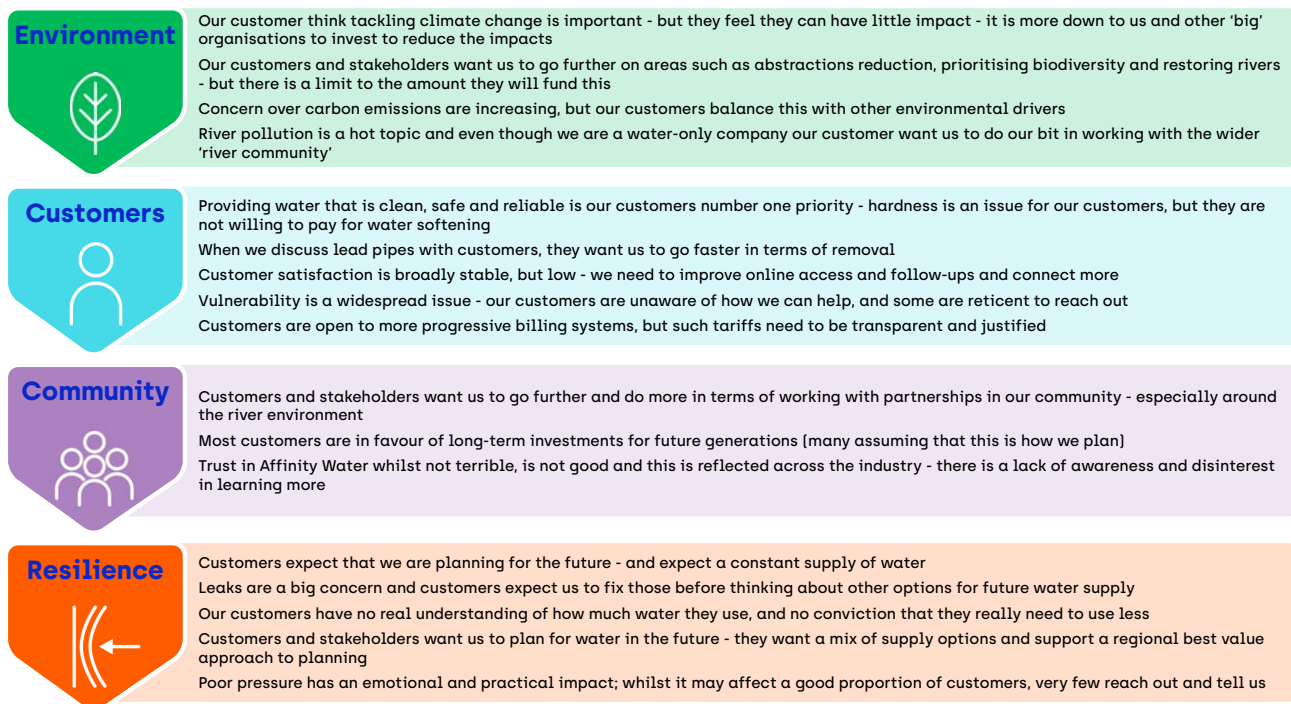 Environment
Our customer think tackling climate change is important - but they feel they can have little impact - it is more down to us and other ‘big’
organisations to invest to reduce the impacts
Our customers and stakeholders want us to go further on areas such as abstractions reduction, prioritising biodiversity and restoring rivers
- but there is a limit to the amount they will fund this
Concern over carbon emissions are increasing, but our customers balance this with other environmental drivers
River pollution is a hot topic and even though we are a water-only company our customer want us to do our bit in working with the wider
‘river community’
Customers
Providing water that is clean, safe and reliable is our customers number one priority - hardness is an issue for our customers, but they are
not willing to pay for water softening
When we discuss lead pipes with customers, they want us to go faster in terms of removal
Customer satisfaction is broadly stable, but low - we need to improve online access and follow-ups and connect more
Vulnerability is a widespread issue - our customers are unaware of how we can help, and some are reticent to reach out
Customers are open to more progressive billing systems, but such tariffs need to be transparent and justified
Community
Customers and stakeholders want us to go further and do more in terms of working with partnerships in our community - especially around
the river environment
Most customers are in favour of long-term investments for future generations (many assuming that this is how we plan)
Trust in Affinity Water whilst not terrible, is not good and this is reflected across the industry - there is a lack of awareness and disinterest
in learning more
Resilience
Customers expect that we are planning for the future - and expect a constant supply of water
Leaks are a big concern and customers expect us to fix those before thinking about other options for future water supply
Our customers have no real understanding of how much water they use, and no conviction that they really need to use less
Customers and stakeholders want us to plan for water in the future - they want a mix of supply options and support a regional best value
approach to planning
Poor pressure has an emotional and practical impact; whilst it may affect a good proportion of customers, very few reach out and tell us